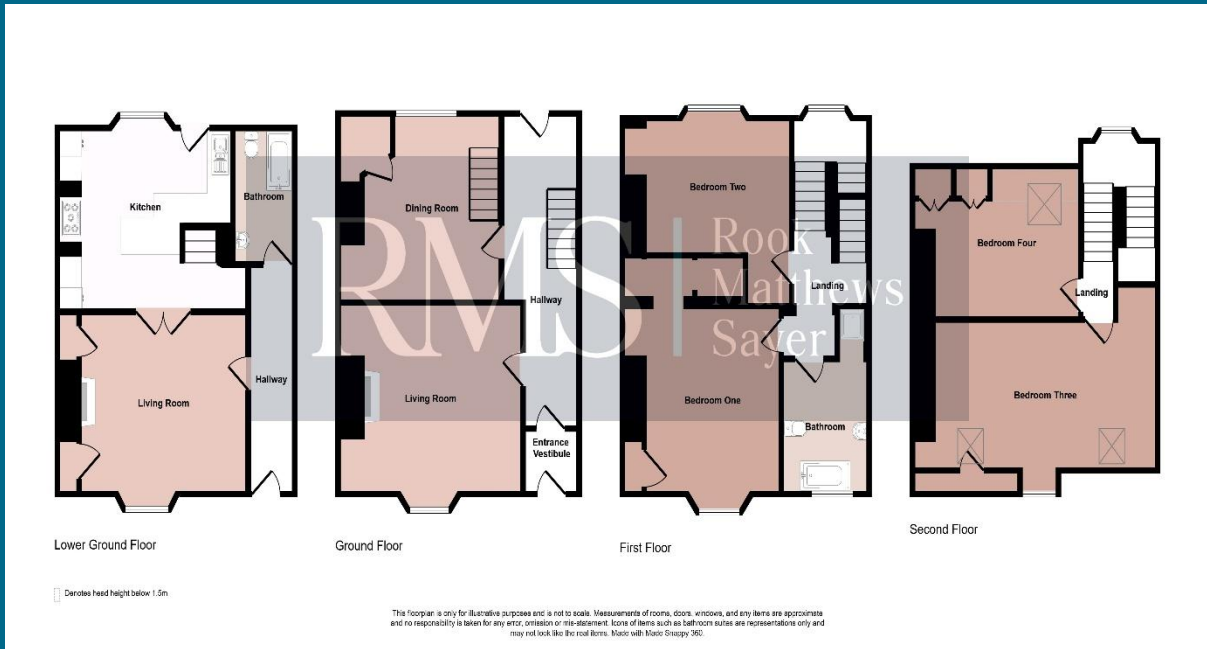 Kitchen
Bathroom
Living Room
Hallway
Lower Ground Floor
Dining Room
Hallway
Living Room
Entrance
Vestibule
Ground Floor
Bedroom Two
Landing
Bedroom One
Bathroom
First Floor
Bedroom Four
Landing
Bedroom Three
Second Floor
RMS
Rook
Matthews
Sayer
Denotes head height below 1.5m
This floorplan is only for illustrative purposes and is not to scale. Measurements of rooms, doors, windows, and any items are approximate
and no responsibility is taken for any error, omission or mis-statement. Icons of items such as bathroom suites are representations only and
may not look like the real items. Made with Made Snappy 360.